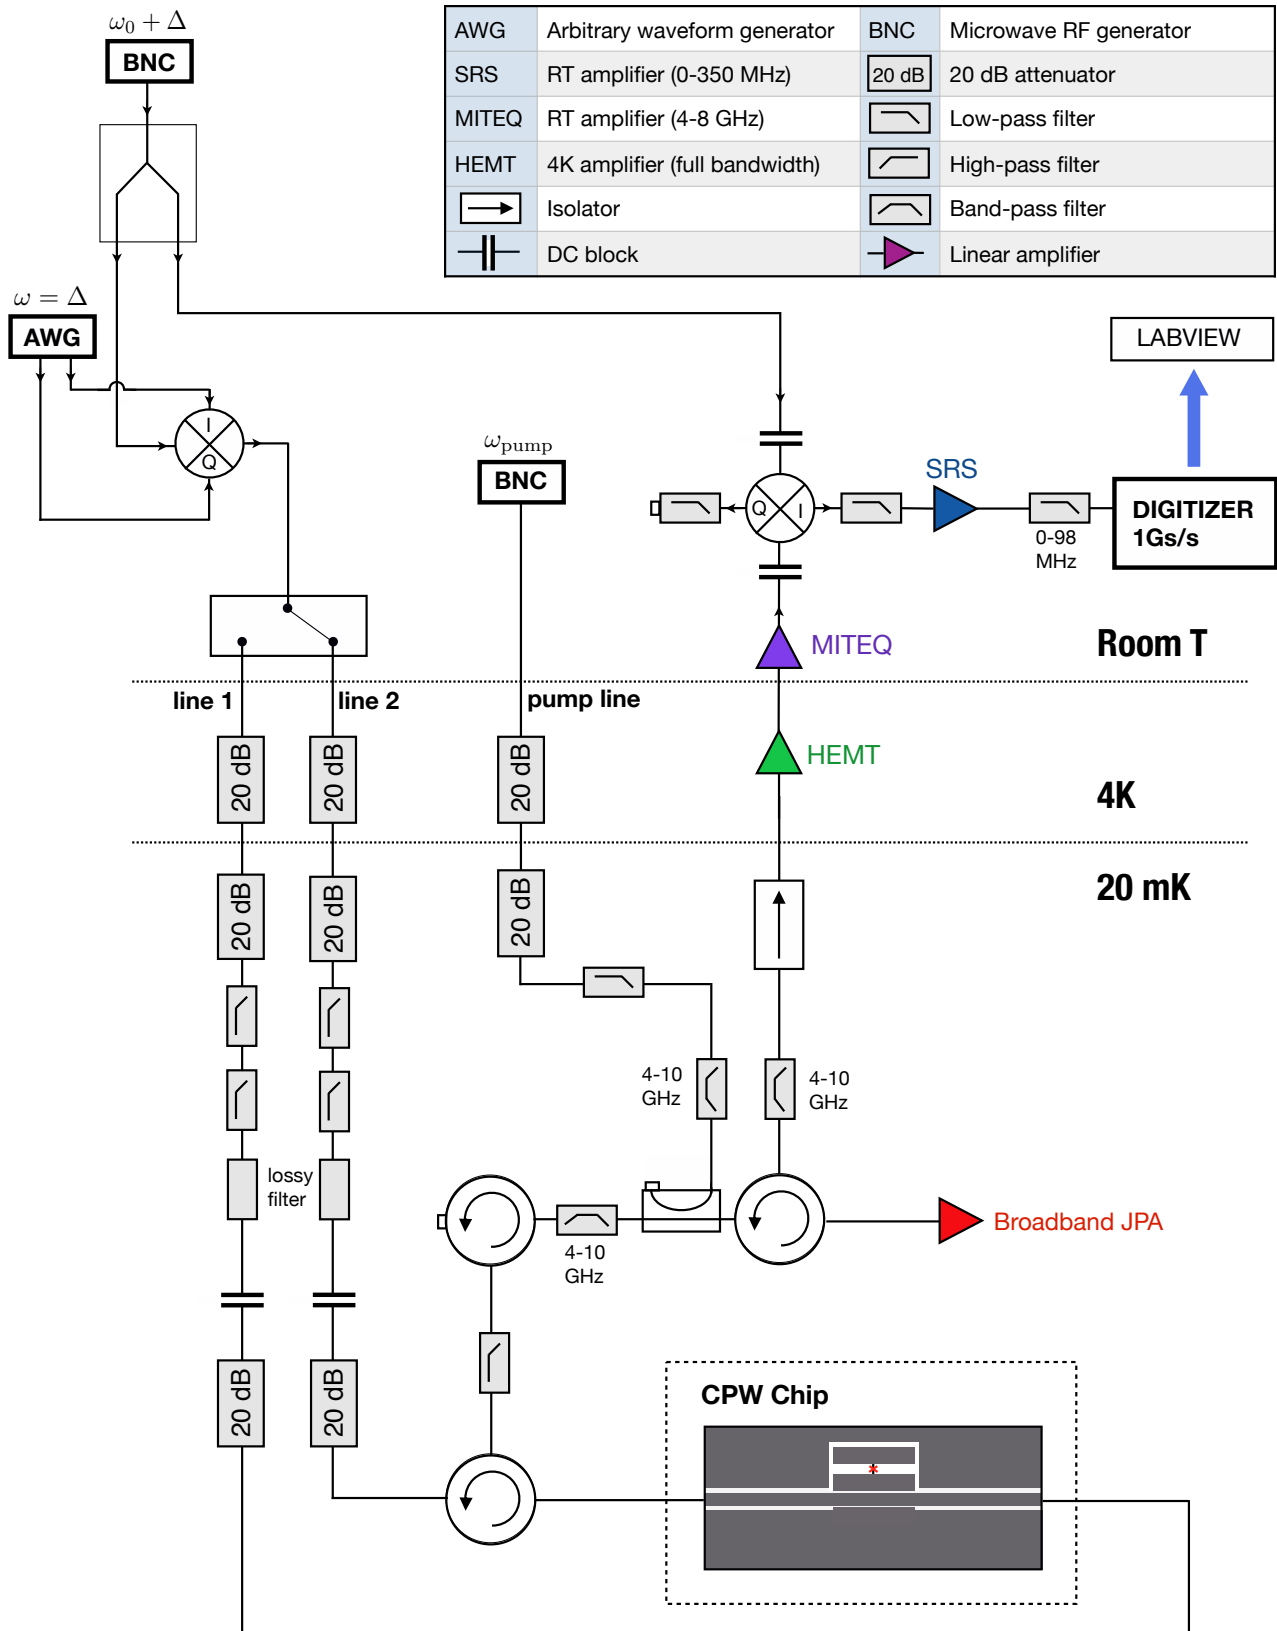 ω₀ + Δ
BNC
AWG Arbitrary waveform generator BNC Microwave RF generator
SRS RT amplifier (0-350 MHz) 20 dB 20 dB attenuator
MITEQ RT amplifier (4-8 GHz) Low-pass filter
HEMT 4K amplifier (full bandwidth) High-pass filter
Isolator Band-pass filter
DC block Linear amplifier
ω = Δ
AWG
I
Q
LABVIEW
ω_pump
BNC
SRS
Q I
DIGITIZER
1Gs/s
0-98
MHz
MITEQ
Room T
line 1 line 2 pump line
20 dB 20 dB 20 dB
HEMT
4K
20 dB 20 dB 20 dB
20 mK
4-10
GHz
4-10
GHz
lossy
filter
Broadband JPA
4-10
GHz
20 dB 20 dB
CPW Chip